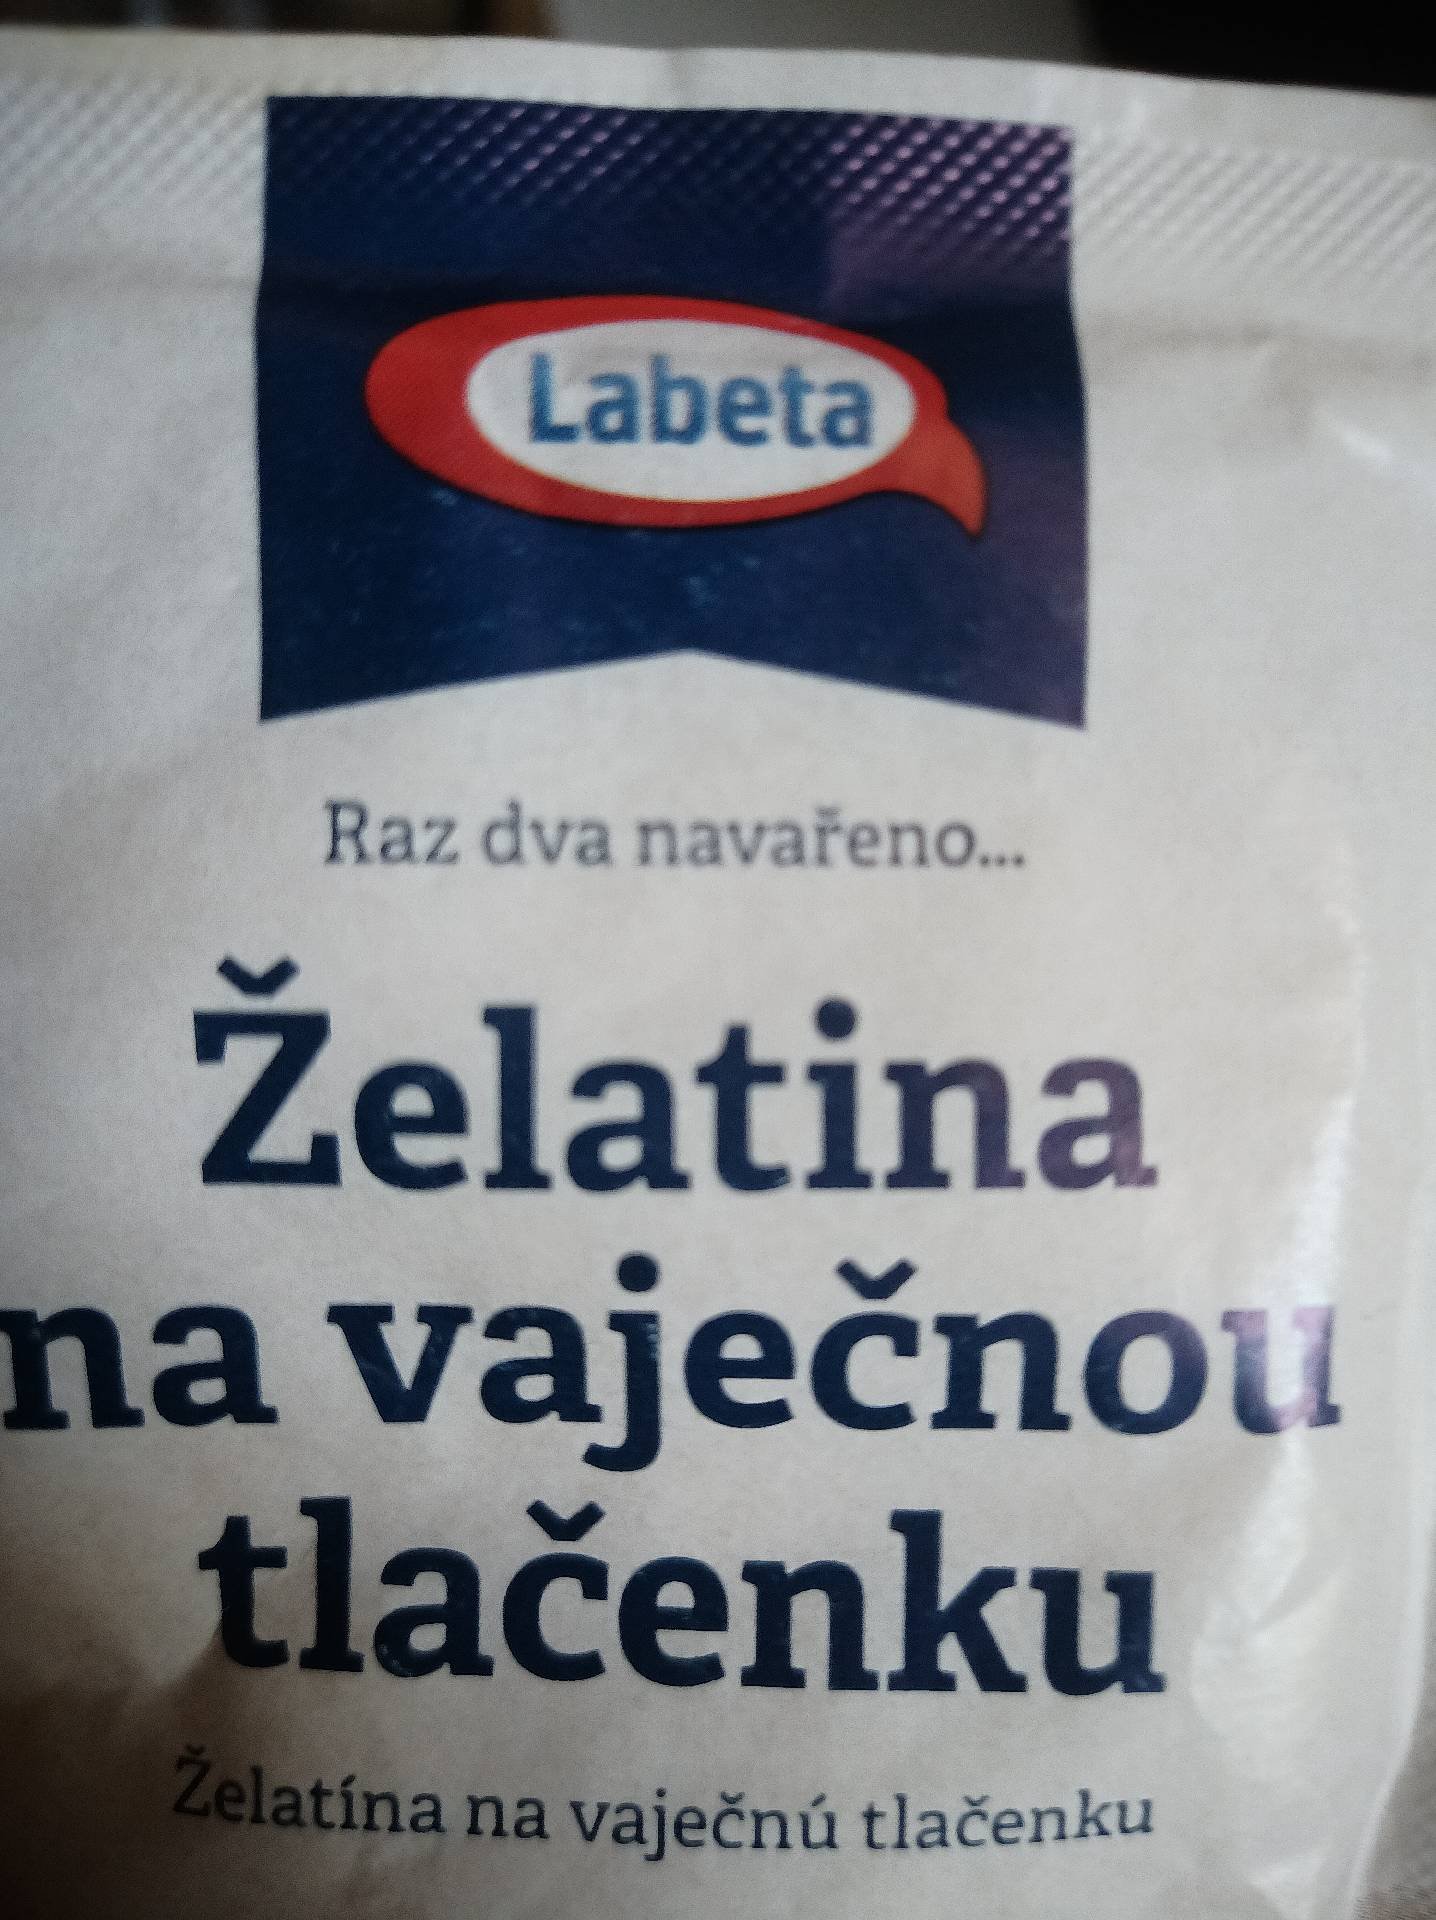 Labeta
Raz dva navařeno...
Želatina
na vaječnou
tlačenku
Želatína na vaječnú tlačenku